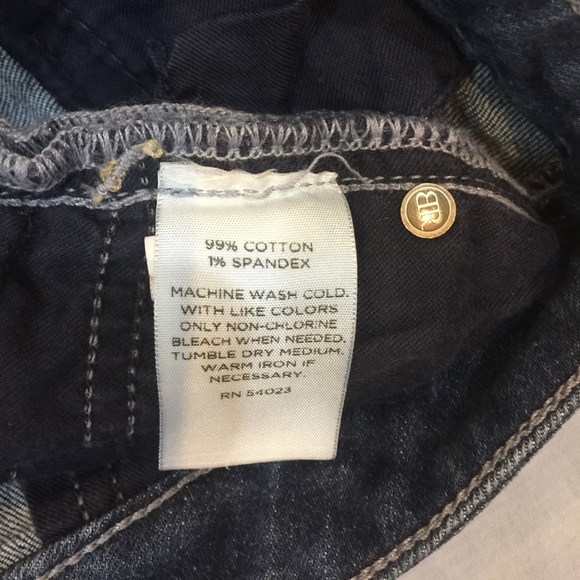 99% COTTON
1% SPANDEX
MACHINE WASH COLD.
WITH LIKE COLORS
ONLY NON-CHLORINE
BLEACH WHEN NEEDED.
TUMBLE DRY MEDIUM.
WARM IRON IF
NECESSARY.
RN 54023